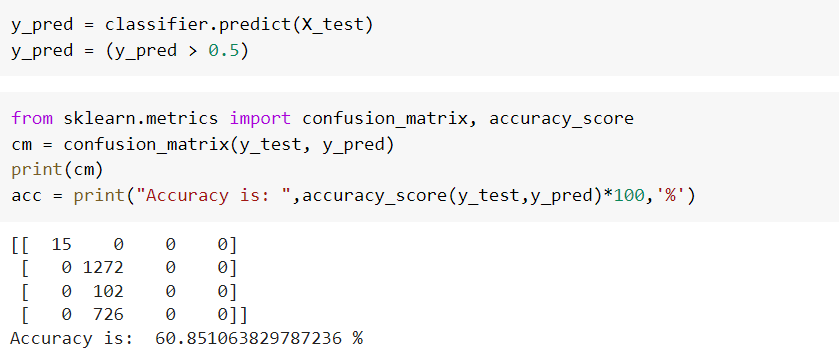 y_pred = classifier.predict(X_test)
y_pred = (y_pred > 0.5)
from sklearn.metrics import confusion_matrix, accuracy_score
cm = confusion_matrix(y_test, y_pred)
print(cm)
acc = print("Accuracy is: ",accuracy_score(y_test,y_pred)*100,'%')
[[  15    0    0    0]
 [   0 1272    0    0]
 [   0  102    0    0]
 [   0  726    0    0]]
Accuracy is:  60.851063829787236 %